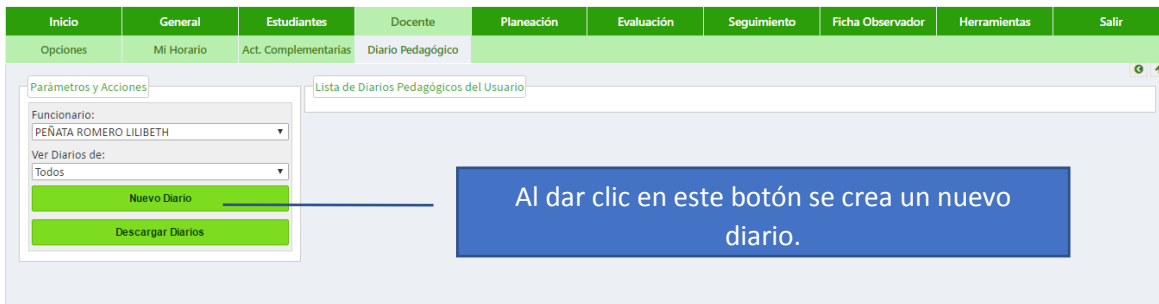 Inicio General Estudiantes Docente Planeación Evaluación Seguimiento Ficha Observador Herramientas Salir
Opciones Mi Horario Act. Complementarias Diario Pedagógico
Parámetros y Acciones
Lista de Diarios Pedagógicos del Usuario
Funcionario:
PEÑATA ROMERO LILIBETH
Ver Diarios de:
Todos
Nuevo Diario
Descargar Diarios
Al dar clic en este botón se crea un nuevo
diario.